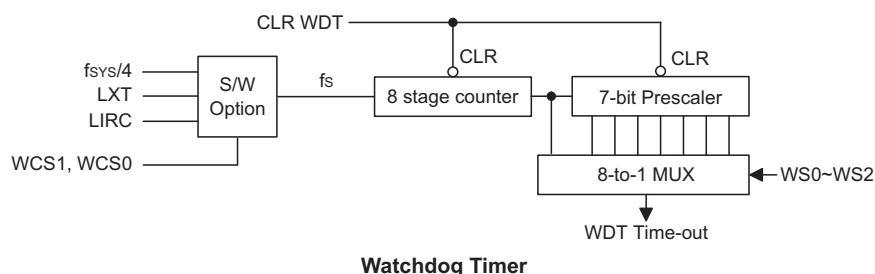 CLR WDT
CLR
CLR
fSYS/4
LXT
LIRC
S/W
Option
fS
8 stage counter
7-bit Prescaler
WCS1, WCS0
8-to-1 MUX
WS0~WS2
WDT Time-out
Watchdog Timer